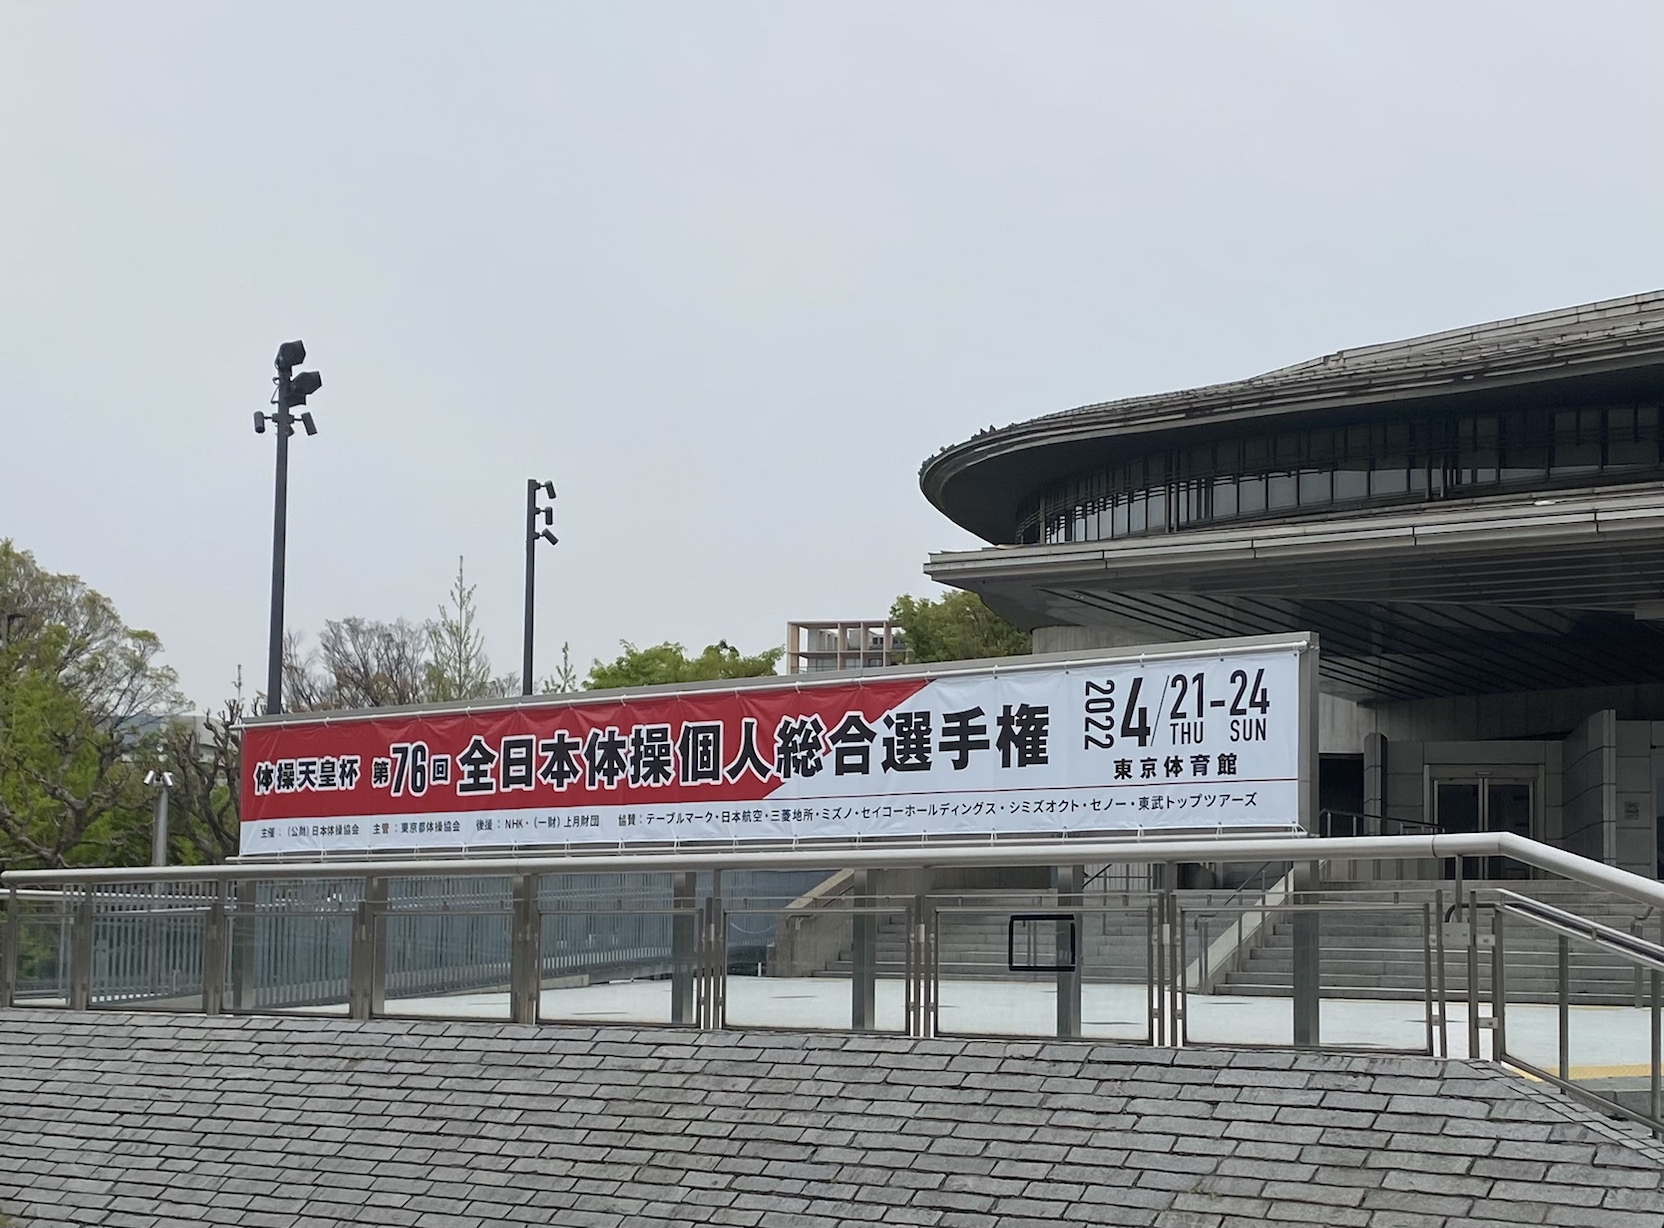 体操天皇杯 第76回 全日本体操個人総合選手権
2022 4/21-24
THU SUN
東京体育館
主催：（公財）日本体操協会　主管：東京都体操協会　後援：NHK・（一財）上月財団　協賛：テーブルマーク・日本航空・三菱地所・ミズノ・セイコーホールディングス・シミズオクト・セノー・東武トップツアーズ